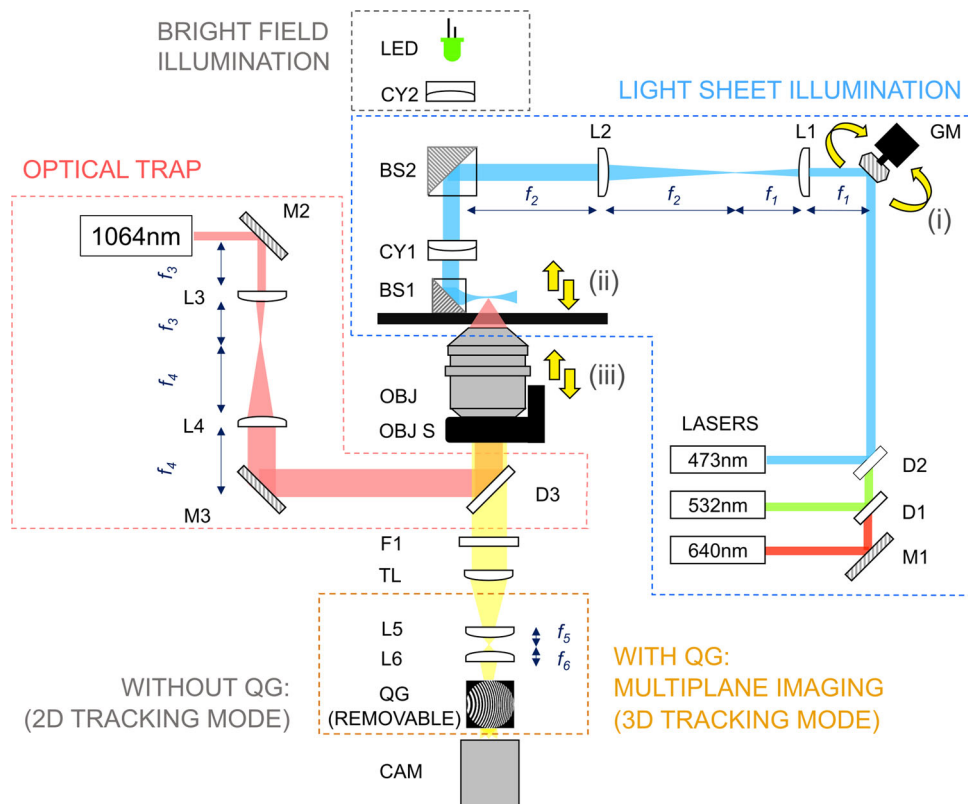 BRIGHT FIELD
ILLUMINATION
LED
CY2
LIGHT SHEET ILLUMINATION
L2
L1
GM
BS2
f2
f2
f1
f1
(i)
OPTICAL TRAP
M2
1064nm
f3
L3
f3
f4
L4
f4
M3
CY1
BS1
(ii)
(iii)
OBJ
OBJ S
D3
LASERS
473nm
D2
532nm
D1
640nm
M1
F1
TL
L5
f5
L6
f6
WITHOUT QG:
(2D TRACKING MODE)
QG
(REMOVABLE)
WITH QG:
MULTIPLANE IMAGING
(3D TRACKING MODE)
CAM